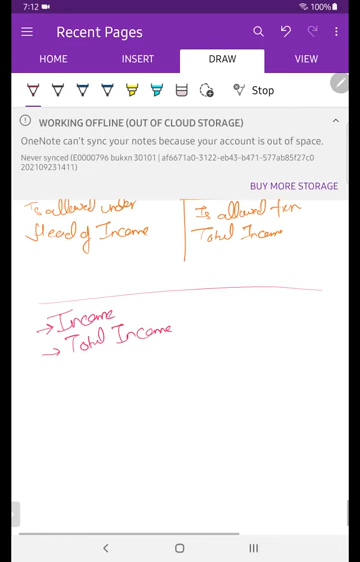 7:12
100%
Recent Pages
HOME INSERT DRAW VIEW
Stop
WORKING OFFLINE (OUT OF CLOUD STORAGE)
OneNote can't sync your notes because your account is out of space.
Never synced (E0000796 bukxn 30101 | af6671a0-3122-eb43-b471-577ab85f27c0
202109231411)
BUY MORE STORAGE
Is allowed under
Head of Income
Is allowed from
Total Income
→ Income
→ Total Income